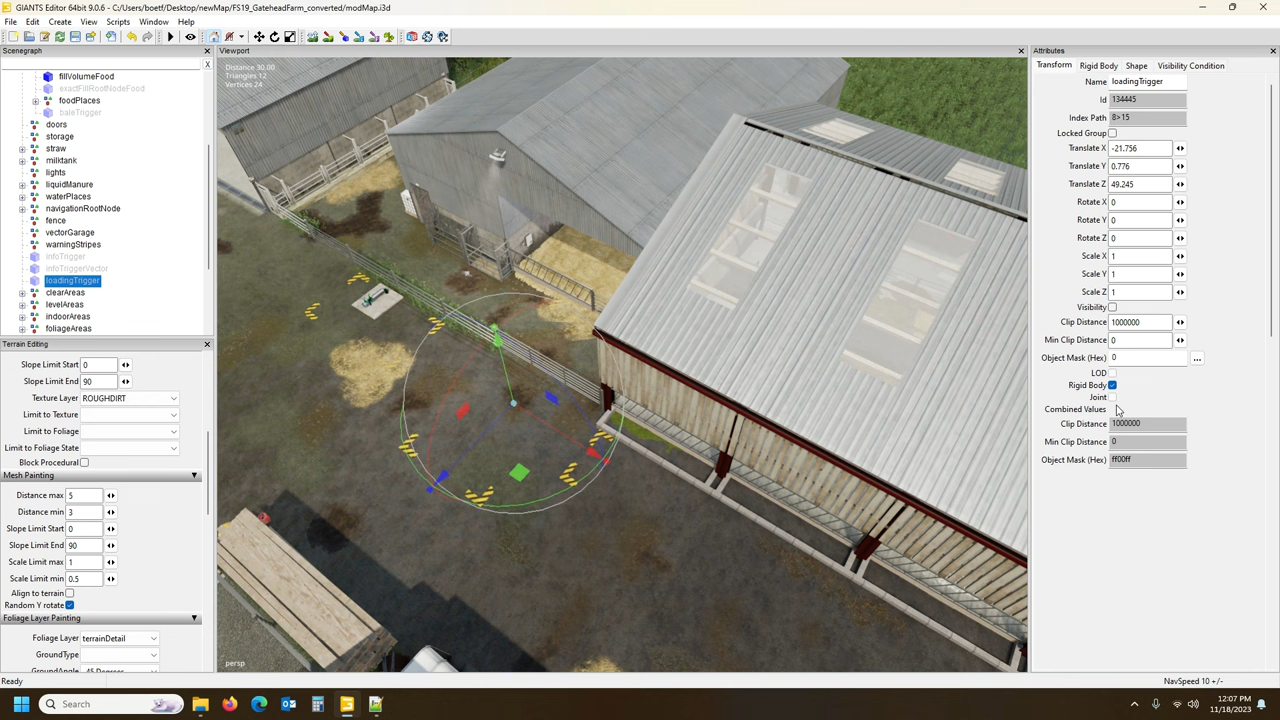 GIANTS Editor 64bit 9.0.6 - C:/Users/boetf/Desktop/newMap/FS19_GateheadFarm_converted/modMap.i3d
File Edit Create View Scripts Window Help
Scenegraph
X
fillVolumeFood
exactFillRootNodeFood
foodPlaces
baleTrigger
doors
storage
straw
milktank
lights
liquidManure
waterPlaces
navigationRootNode
fence
vectorGarage
warningStripes
infoTrigger
infoTriggerVector
loadingTrigger
clearAreas
levelAreas
indoorAreas
foliageAreas
Terrain Editing
Slope Limit Start 0
Slope Limit End 90
Texture Layer ROUGHDIRT
Limit to Texture
Limit to Foliage
Limit to Foliage State
Block Procedural
Mesh Painting
Distance max 5
Distance min 3
Slope Limit Start 0
Slope Limit End 90
Scale Limit max 1
Scale Limit min 0.5
Align to terrain
Random Y rotate
Foliage Layer Painting
Foliage Layer terrainDetail
GroundType
Viewport
Distance 30.00
Triangles 12
Vertices 24
persp
Attributes
Transform Rigid Body Shape Visibility Condition
Name loadingTrigger
Id 134445
Index Path 8>15
Locked Group
Translate X -21.756
Translate Y 0.776
Translate Z 49.245
Rotate X 0
Rotate Y 0
Rotate Z 0
Scale X 1
Scale Y 1
Scale Z 1
Visibility
Clip Distance 1000000
Min Clip Distance 0
Object Mask (Hex) 0 ...
LOD
Rigid Body
Joint
Combined Values
Clip Distance 1000000
Min Clip Distance 0
Object Mask (Hex) ff00ff
Ready
NavSpeed 10 +/-
Search
12:07 PM
11/18/2023